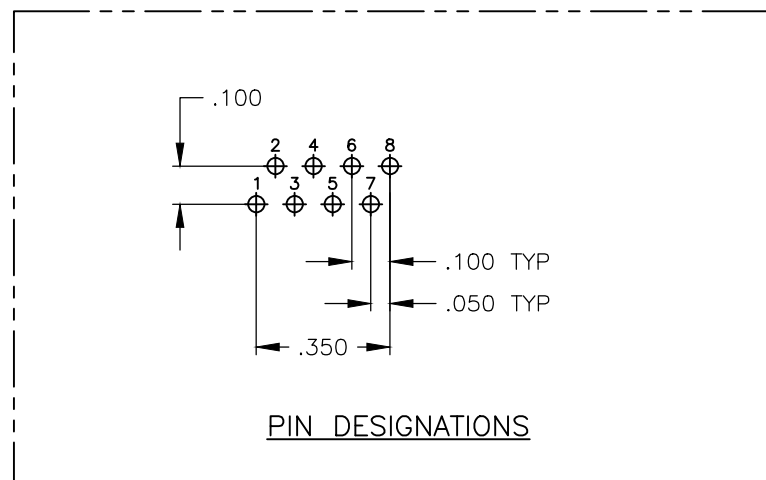 .100
2 4 6 8
1 3 5 7
.100 TYP
.050 TYP
.350
PIN DESIGNATIONS